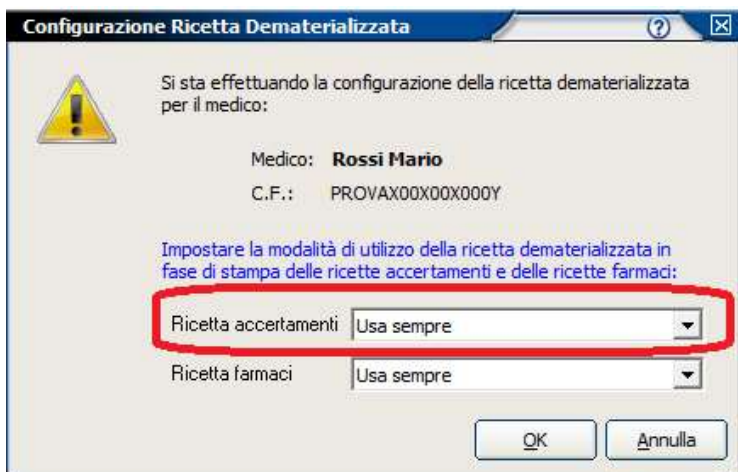 Configurazione Ricetta Dematerializzata
?
Si sta effettuando la configurazione della ricetta dematerializzata
per il medico:
Medico: Rossi Mario
C.F.: PROVAX00X00X000Y
Impostare la modalità di utilizzo della ricetta dematerializzata in
fase di stampa delle ricette accertamenti e delle ricette farmaci:
Ricetta accertamenti Usa sempre
Ricetta farmaci Usa sempre
OK Annulla